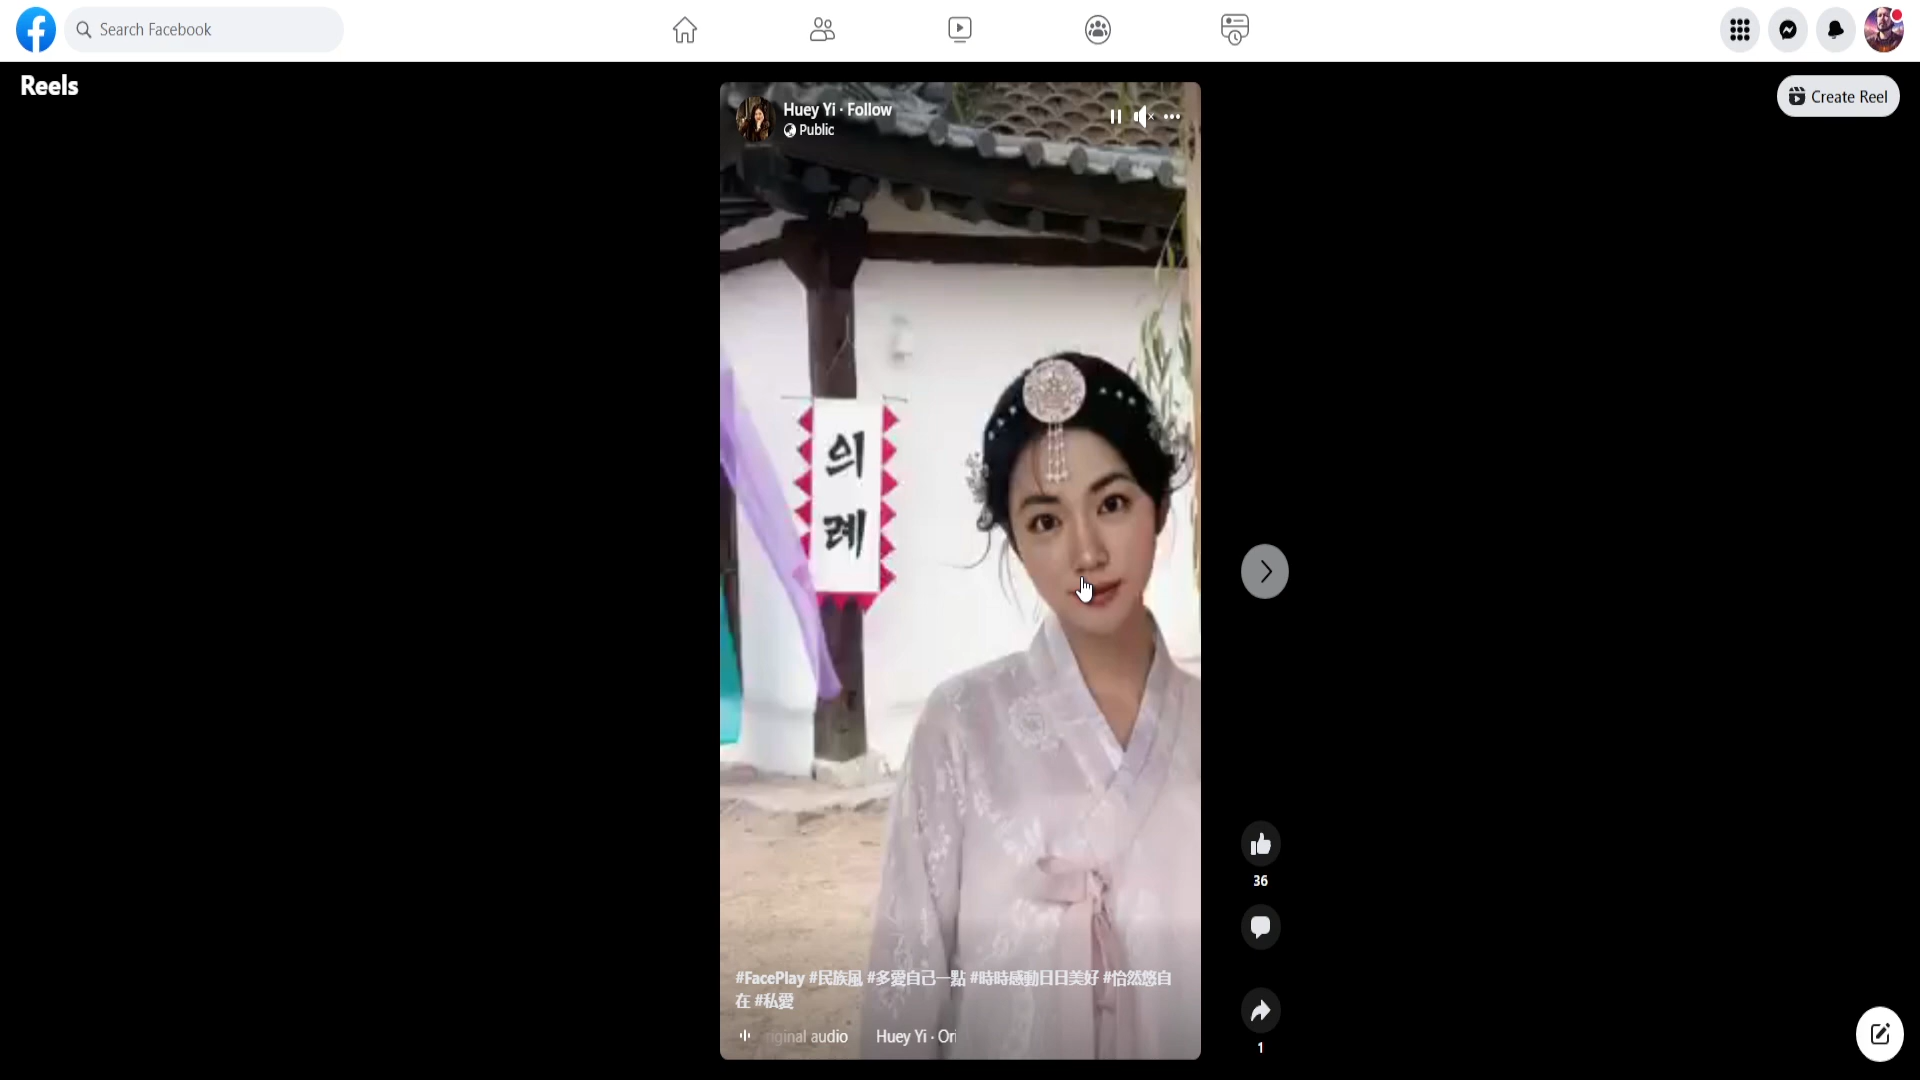 Search Facebook
Reels
Create Reel
Huey Yi · Follow
Public
의
례
36
1
#FacePlay #民族風 #多愛自己一點 #時時感動日日美好 #怡然悠自
在 #私愛
iginal audio Huey Yi · Ori